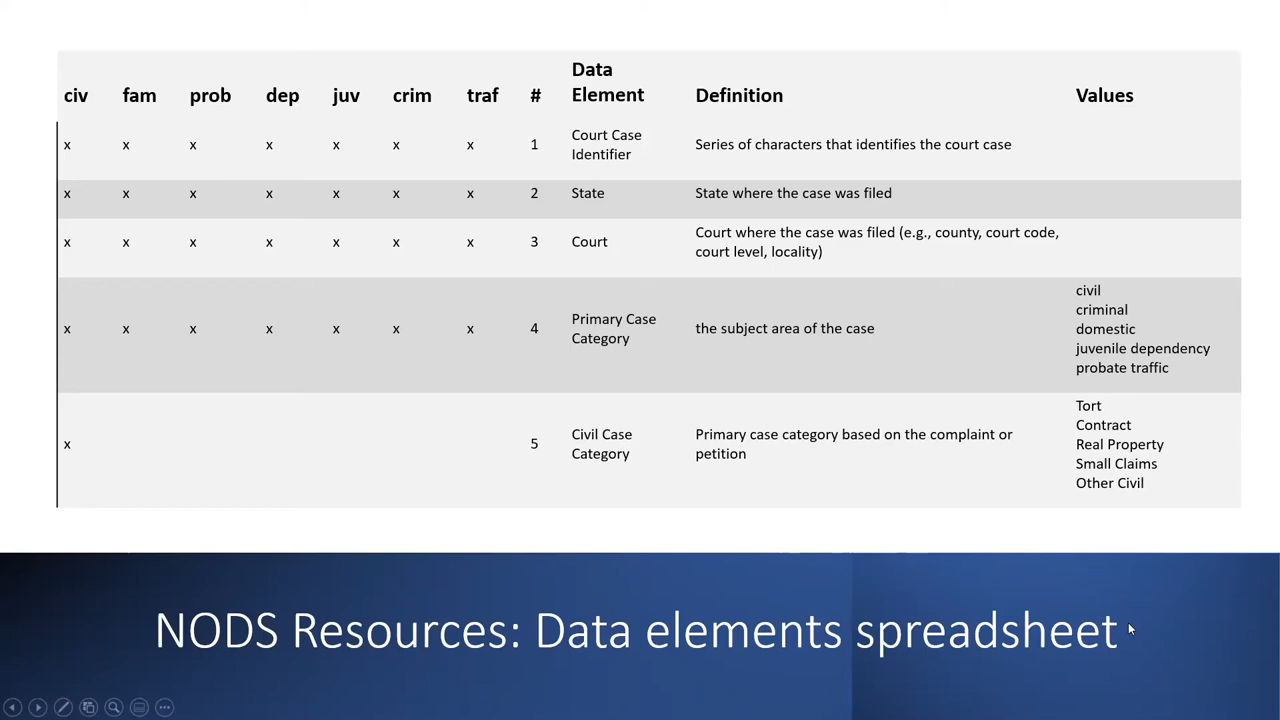 civ fam prob dep juv crim traf # Data Element Definition Values
x x x x x x x 1 Court Case Identifier Series of characters that identifies the court case
x x x x x x x 2 State State where the case was filed
x x x x x x x 3 Court Court where the case was filed (e.g., county, court code,
court level, locality)
x x x x x x x 4 Primary Case Category the subject area of the case
civil
criminal
domestic
juvenile dependency
probate traffic
x 5 Civil Case Category Primary case category based on the complaint or
petition
Tort
Contract
Real Property
Small Claims
Other Civil
NODS Resources: Data elements spreadsheet